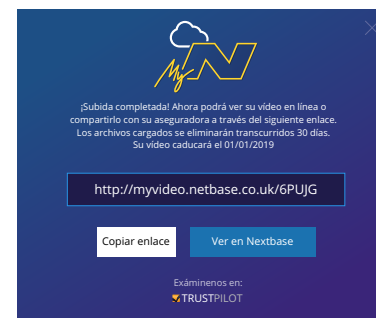 MyN
¡Subida completada! Ahora podrá ver su vídeo en línea o
compartirlo con su aseguradora a través del siguiente enlace.
Los archivos cargados se eliminarán transcurridos 30 días.
Su vídeo caducará el 01/01/2019
http://myvideo.netbase.co.uk/6PUJG
Copiar enlace
Ver en Nextbase
Exáminenos en:
TRUSTPILOT